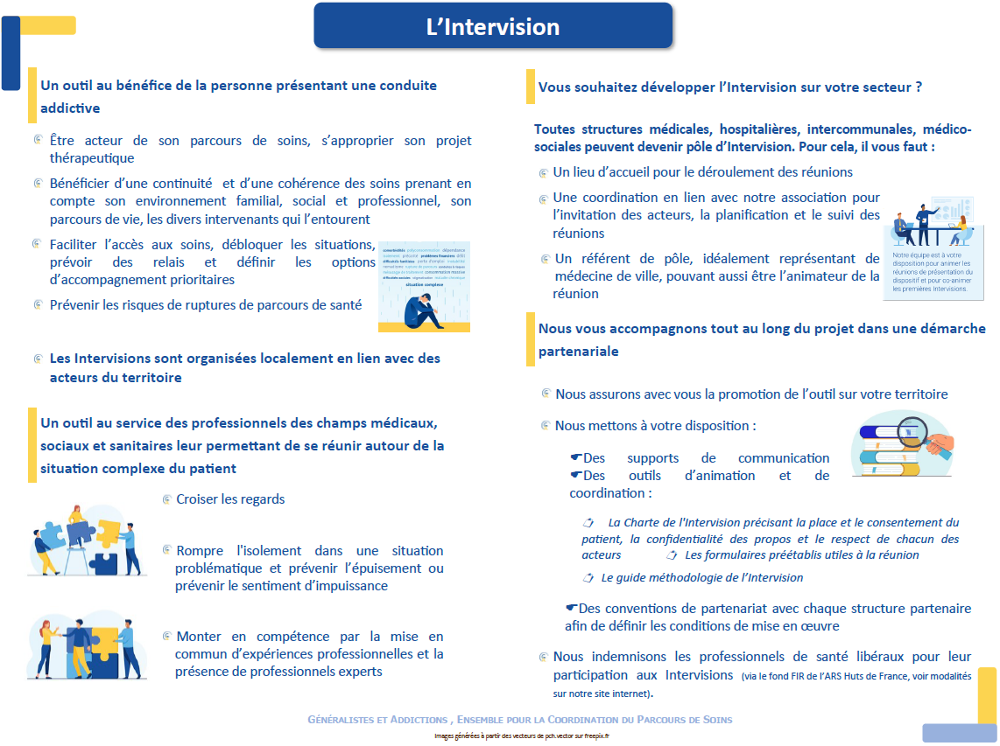 L'Intervision
Un outil au bénéfice de la personne présentant une conduite
addictive
Être acteur de son parcours de soins, s'approprier son projet
thérapeutique
Bénéficier d'une continuité et d'une cohérence des soins prenant en
compte son environnement familial, social et professionnel, son
parcours de vie, les divers intervenants qui l'entourent
Faciliter l'accès aux soins, débloquer les situations,
prévoir des relais et définir les options
d'accompagnement prioritaires
Prévenir les risques de ruptures de parcours de santé
situation complexe
Les Intervisions sont organisées localement en lien avec des
acteurs du territoire
Un outil au service des professionnels des champs médicaux,
sociaux et sanitaires leur permettant de se réunir autour de la
situation complexe du patient
Croiser les regards
Rompre l'isolement dans une situation
problématique et prévenir l'épuisement ou
prévenir le sentiment d'impuissance
Monter en compétence par la mise en
commun d'expériences professionnelles et la
présence de professionnels experts
Vous souhaitez développer l'Intervision sur votre secteur ?
Toutes structures médicales, hospitalières, intercommunales, médico-
sociales peuvent devenir pôle d'Intervision. Pour cela, il vous faut :
Un lieu d'accueil pour le déroulement des réunions
Une coordination en lien avec notre association pour
l'invitation des acteurs, la planification et le suivi des
réunions
Un référent de pôle, idéalement représentant de
médecine de ville, pouvant aussi être l'animateur de la
réunion
Notre équipe est à votre
disposition pour animer les
réunions de présentation du
dispositif et pour co-animer
les premières Intervisions.
Nous vous accompagnons tout au long du projet dans une démarche
partenariale
Nous assurons avec vous la promotion de l'outil sur votre territoire
Nous mettons à votre disposition :
Des supports de communication
Des outils d'animation et de
coordination :
La Charte de l'Intervision précisant la place et le consentement du
patient, la confidentialité des propos et le respect de chacun des
acteurs Les formulaires préétablis utiles à la réunion
Le guide méthodologie de l'Intervision
Des conventions de partenariat avec chaque structure partenaire
afin de définir les conditions de mise en œuvre
Nous indemnisons les professionnels de santé libéraux pour leur
participation aux Intervisions (via le fond FIR de l'ARS Huts de France, voir modalités
sur notre site internet).
Généralistes et Addictions , Ensemble pour la Coordination du Parcours de Soins
Images générées à partir des vecteurs de pch.vector sur freepix.fr